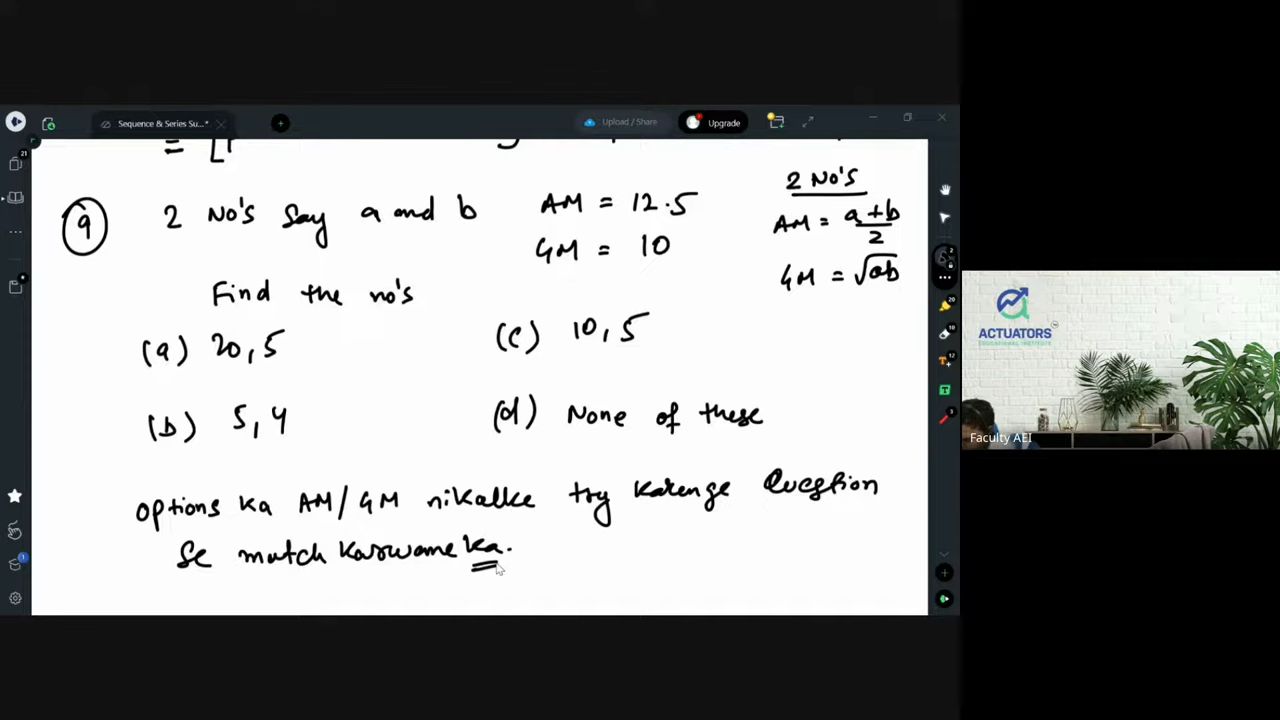 Sequence & Series Su...*
Upload / Share
Upgrade
9
2 No's Say a and b
AM = 12.5
GM = 10
2 No's
AM = a+b/2
GM = √ab
Find the no's
(a) 20,5
(c) 10,5
(b) 5,4
(d) None of these
options ka AM/GM nikalke try karenge Question
Se match karwane ka.
ACTUATORS
EDUCATIONAL INSTITUTE
Faculty AEI